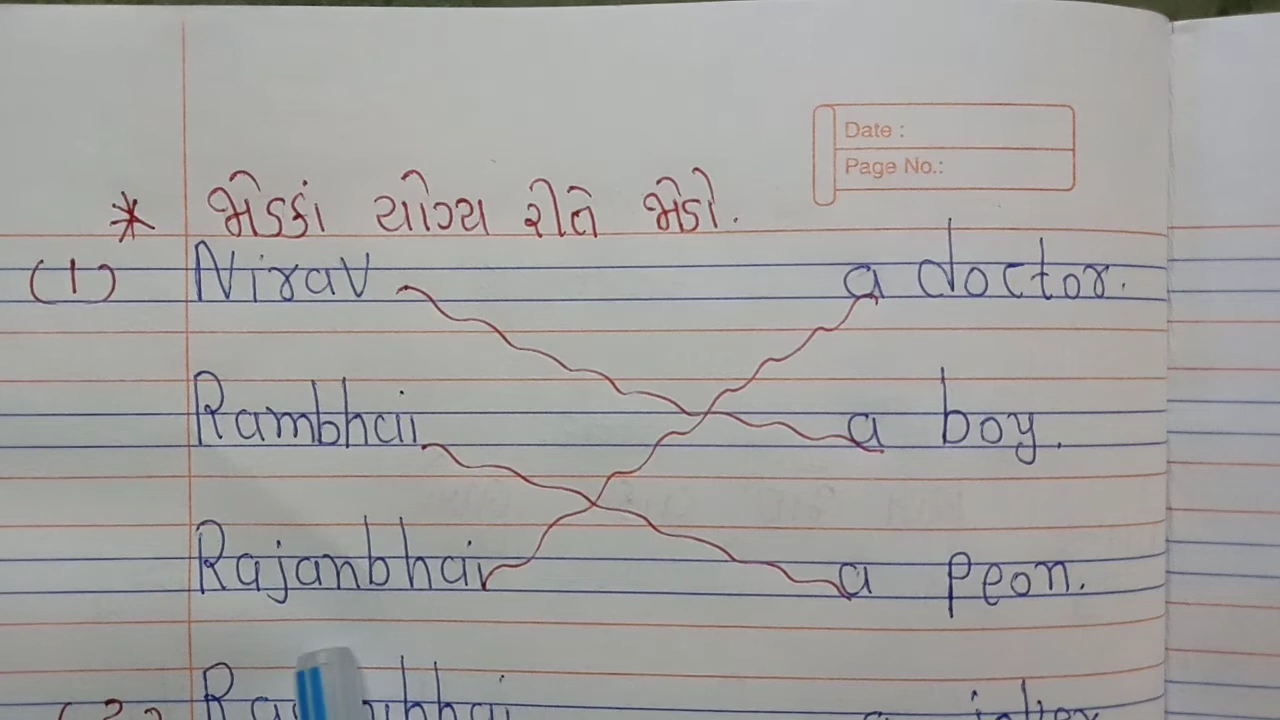 Date :
Page No.:
* જોડકાં યોગ્ય રીતે જોડો.
(1) Nirav a doctor.
Rambhai a boy.
Rajanbhai a peon.